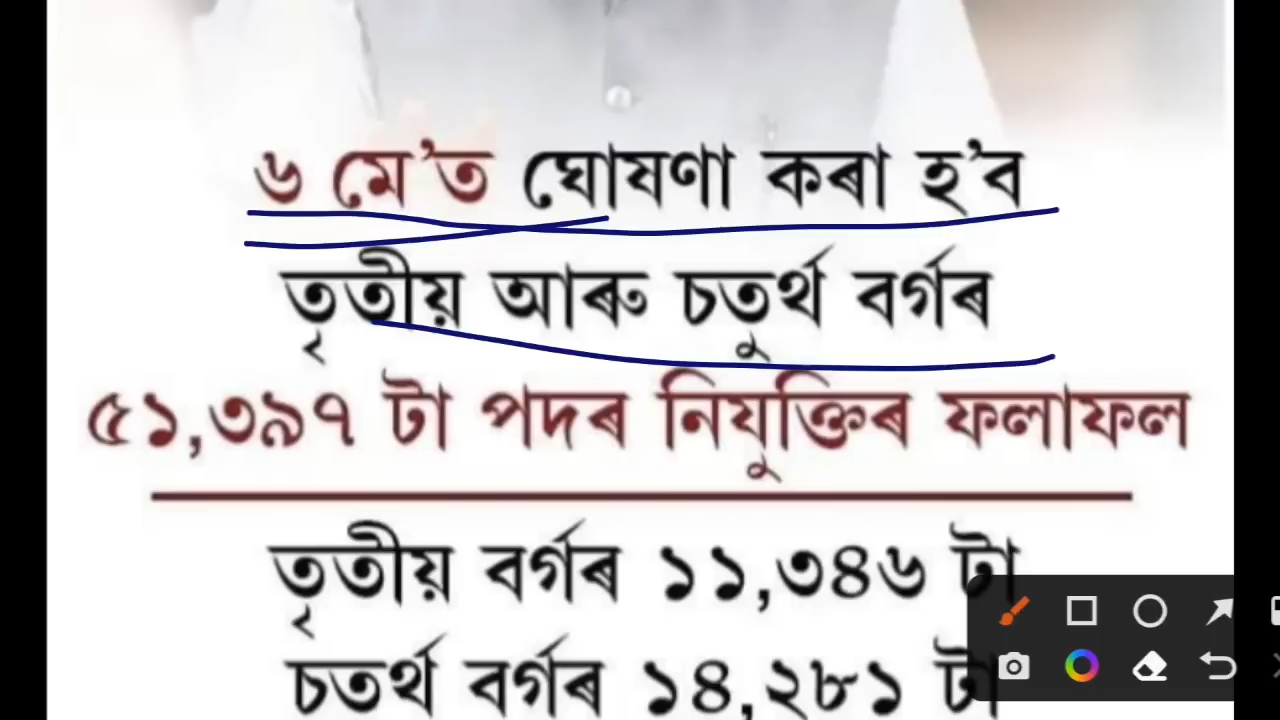 ৬ মে'ত ঘোষণা কৰা হ'ব
তৃতীয় আৰু চতুৰ্থ বৰ্গৰ
৫১,৩৯৭ টা পদৰ নিযুক্তিৰ ফলাফল
তৃতীয় বৰ্গৰ ১১,৩৪৬ টা
চতুৰ্থ বৰ্গৰ ১৪,২৮১ টা